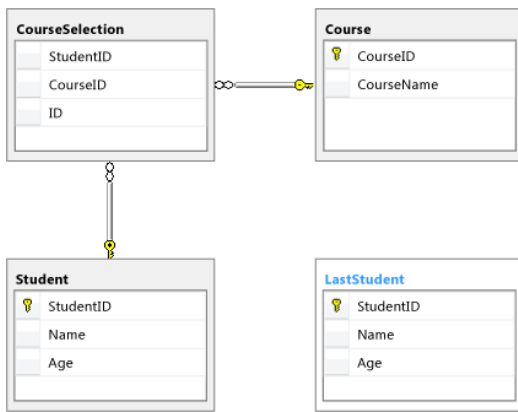 CourseSelection
StudentID
CourseID
ID
Course
CourseID
CourseName
Student
StudentID
Name
Age
LastStudent
StudentID
Name
Age